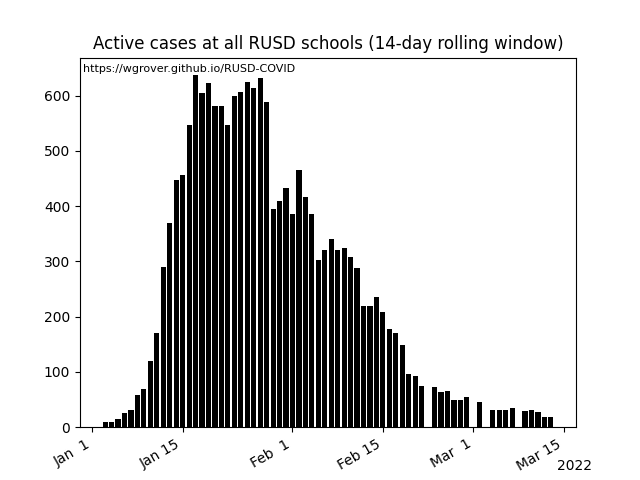 Active cases at all RUSD schools (14-day rolling window)
https://wgrover.github.io/RUSD-COVID
600
500
400
300
200
100
0
Jan 1
Jan 15
Feb 1
Feb 15
Mar 1
Mar 15
2022